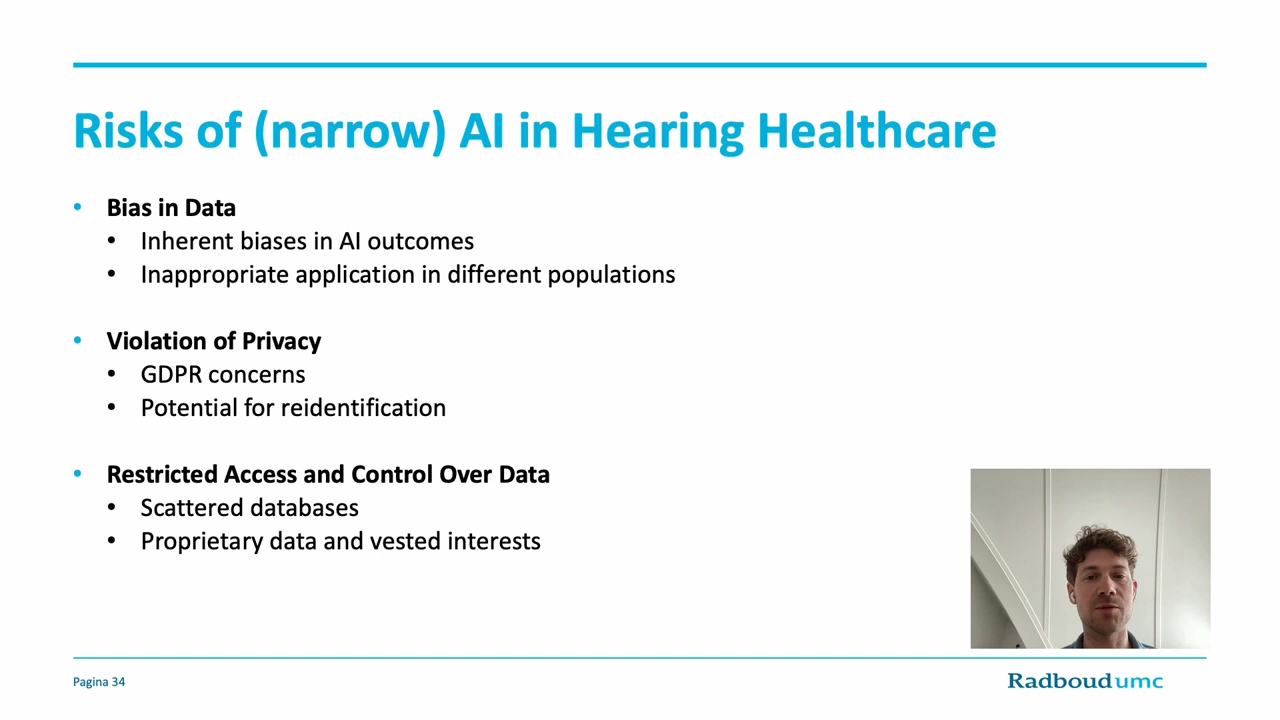 Risks of (narrow) AI in Hearing Healthcare
• Bias in Data
• Inherent biases in AI outcomes
• Inappropriate application in different populations
• Violation of Privacy
• GDPR concerns
• Potential for reidentification
• Restricted Access and Control Over Data
• Scattered databases
• Proprietary data and vested interests
Pagina 34
Radboudumc